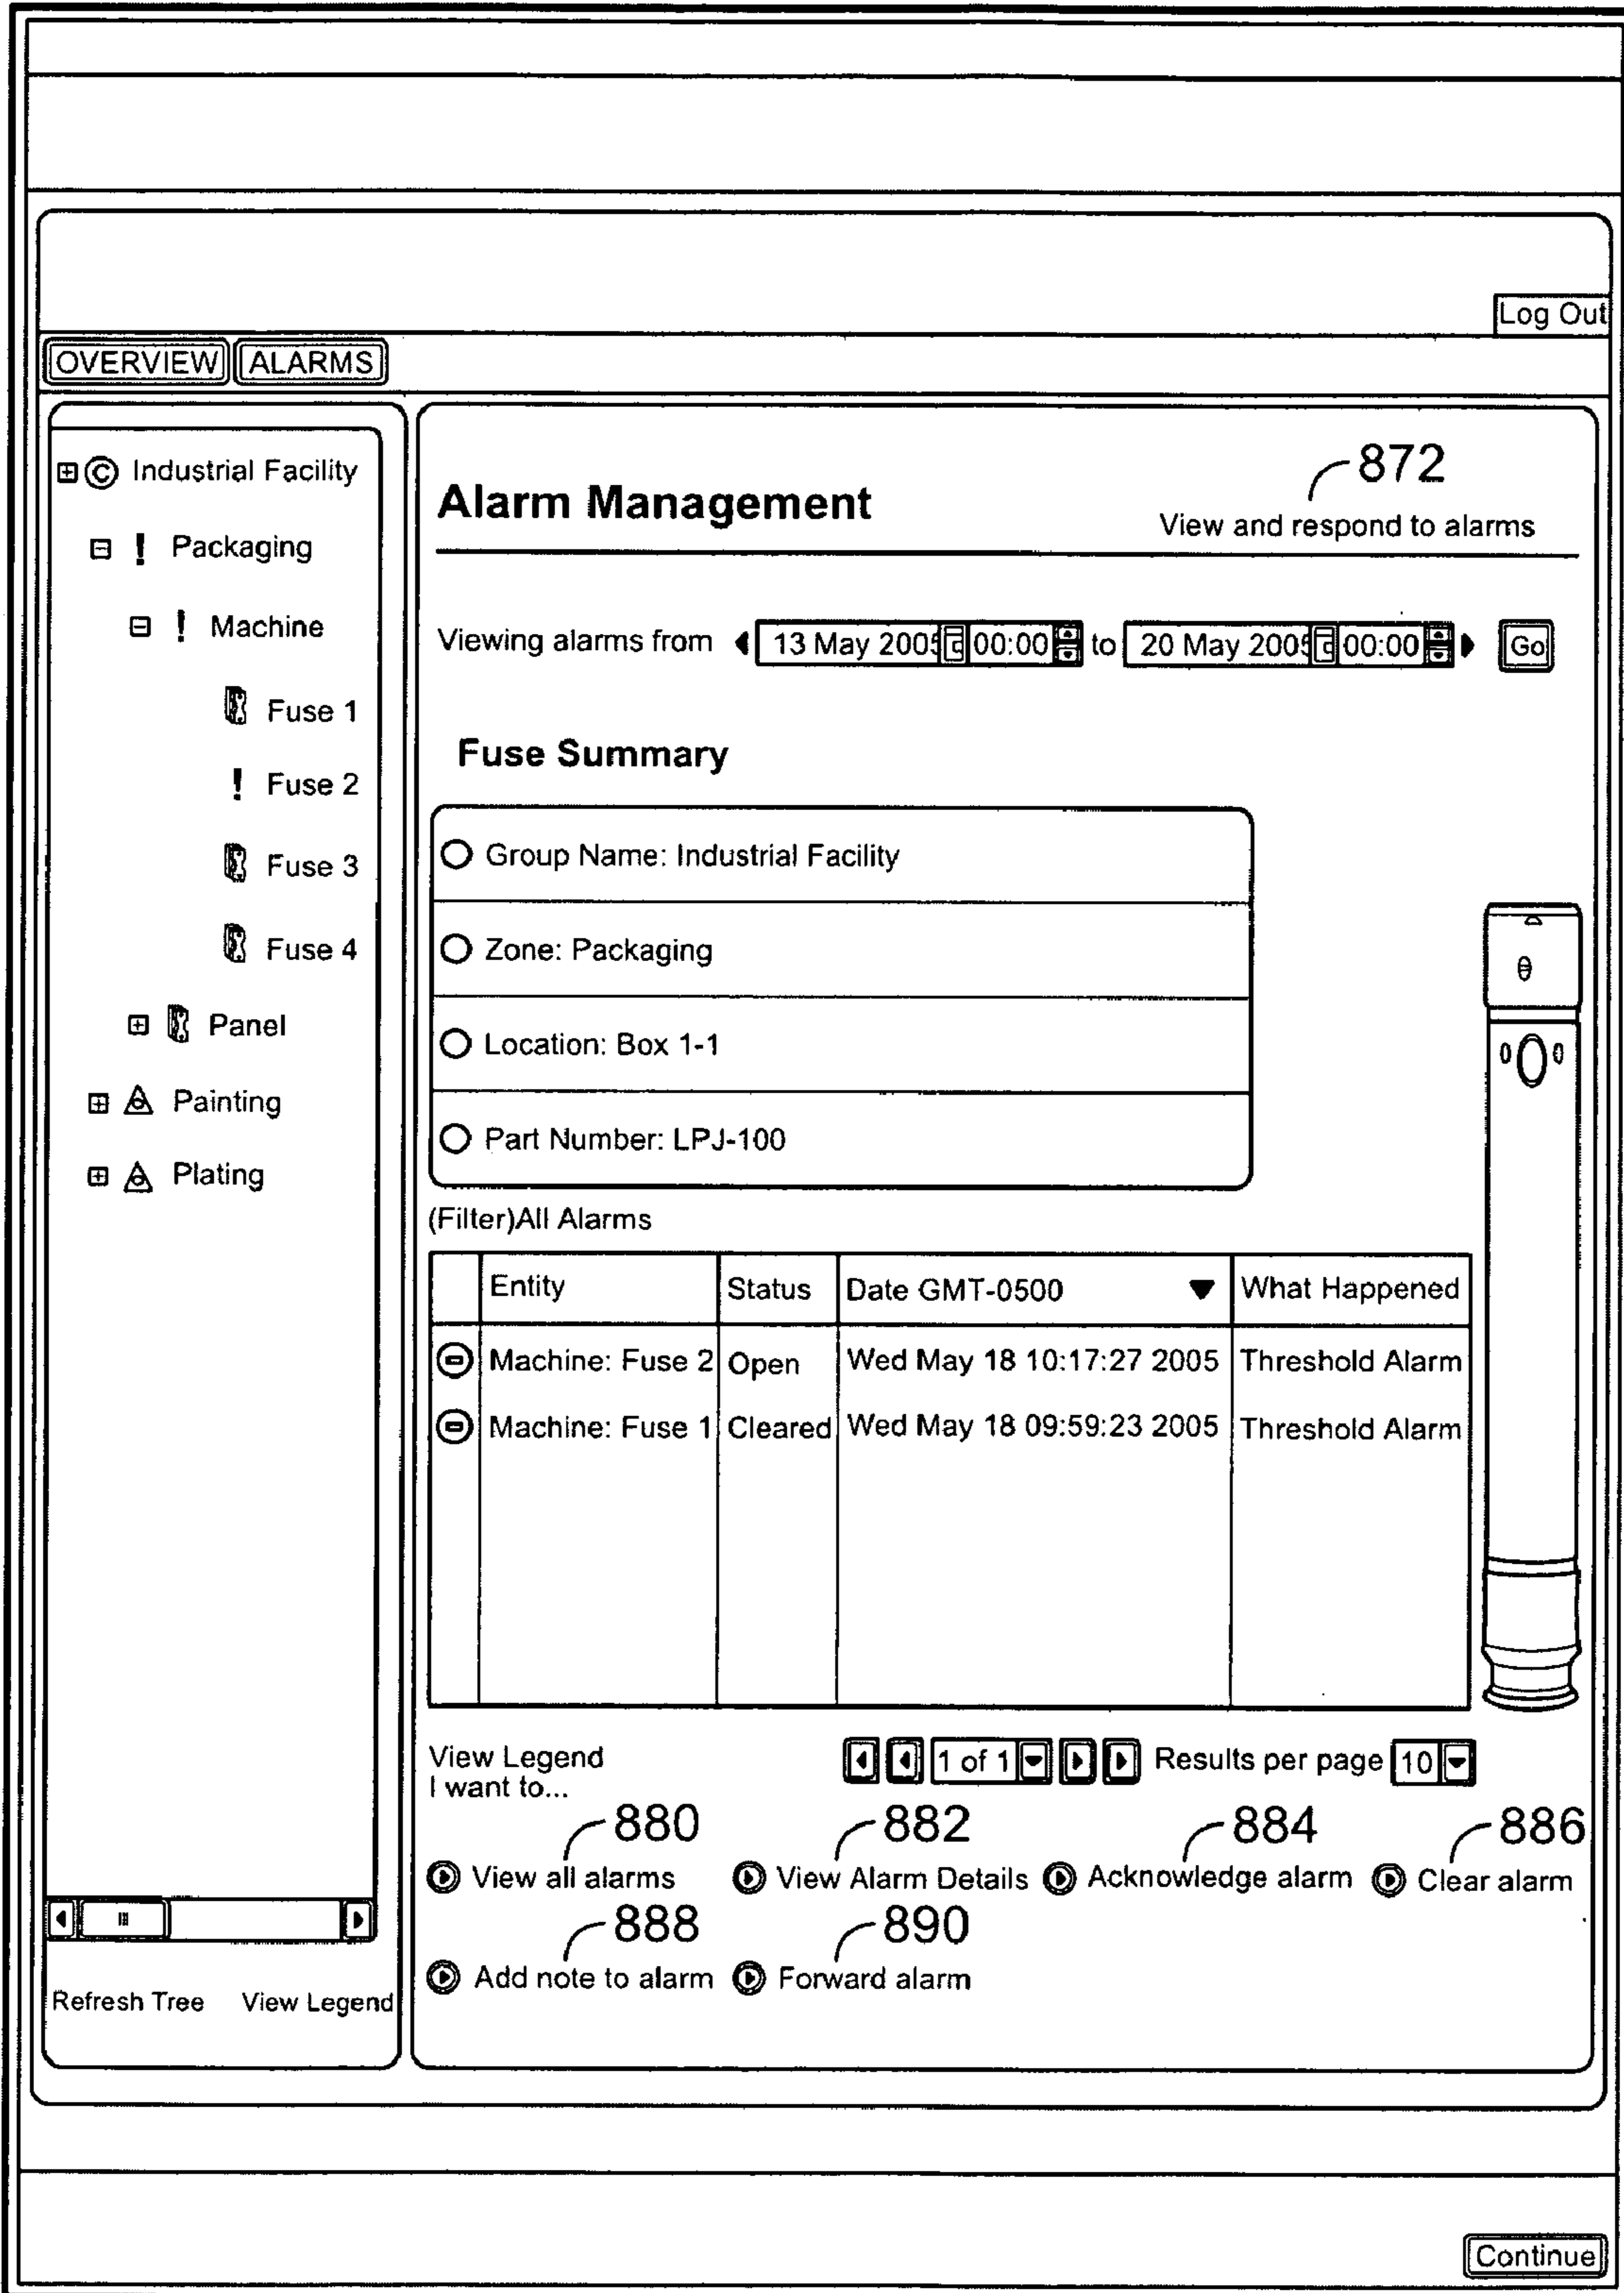 Log Out
OVERVIEW ALARMS
Industrial Facility
! Packaging
! Machine
Fuse 1
! Fuse 2
Fuse 3
Fuse 4
Panel
Painting
Plating
Refresh Tree View Legend
872
Alarm Management
View and respond to alarms
Viewing alarms from 13 May 2005 00:00 to 20 May 2005 00:00 Go
Fuse Summary
Group Name: Industrial Facility
Zone: Packaging
Location: Box 1-1
Part Number: LPJ-100
(Filter)All Alarms
Entity Status Date GMT-0500 What Happened
Machine: Fuse 2 Open Wed May 18 10:17:27 2005 Threshold Alarm
Machine: Fuse 1 Cleared Wed May 18 09:59:23 2005 Threshold Alarm
View Legend 1 of 1 Results per page 10
I want to...
880 882 884 886
View all alarms View Alarm Details Acknowledge alarm Clear alarm
888 890
Add note to alarm Forward alarm
Continue